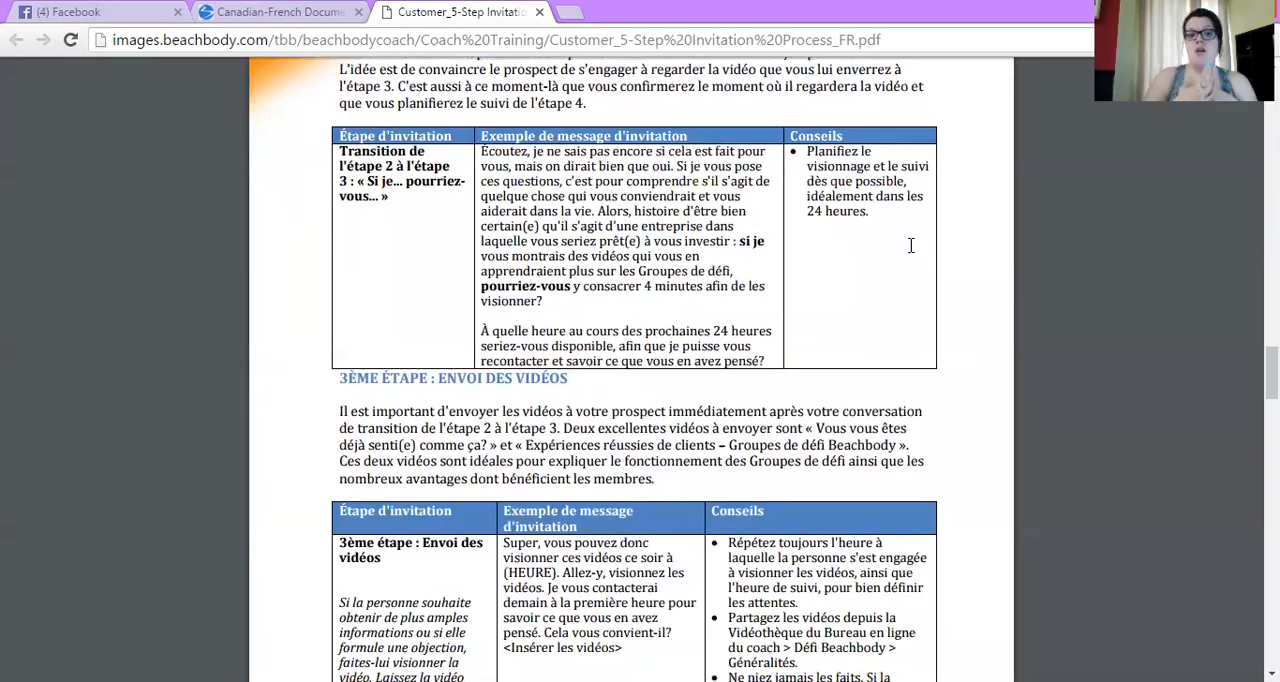 (4) Facebook
Canadian-French Docume
Customer_5-Step Invitatio
images.beachbody.com/tbb/beachbodycoach/Coach%20Training/Customer_5-Step%20Invitation%20Process_FR.pdf
L'idée est de convaincre le prospect de s'engager à regarder la vidéo que vous lui enverrez à
l'étape 3. C'est aussi à ce moment-là que vous confirmerez le moment où il regardera la vidéo et
que vous planifierez le suivi de l'étape 4.
Étape d'invitation
Exemple de message d'invitation
Conseils
Transition de
l'étape 2 à l'étape
3 : « Si je... pourriez-
vous... »
Écoutez, je ne sais pas encore si cela est fait pour
vous, mais on dirait bien que oui. Si je vous pose
ces questions, c'est pour comprendre s'il s'agit de
quelque chose qui vous conviendrait et vous
aiderait dans la vie. Alors, histoire d'être bien
certain(e) qu'il s'agit d'une entreprise dans
laquelle vous seriez prêt(e) à vous investir : si je
vous montrais des vidéos qui vous en
apprendraient plus sur les Groupes de défi,
pourriez-vous y consacrer 4 minutes afin de les
visionner?
À quelle heure au cours des prochaines 24 heures
seriez-vous disponible, afin que je puisse vous
recontacter et savoir ce que vous en avez pensé?
• Planifiez le
visionnage et le suivi
dès que possible,
idéalement dans les
24 heures.
3ÈME ÉTAPE : ENVOI DES VIDÉOS
Il est important d'envoyer les vidéos à votre prospect immédiatement après votre conversation
de transition de l'étape 2 à l'étape 3. Deux excellentes vidéos à envoyer sont « Vous vous êtes
déjà senti(e) comme ça? » et « Expériences réussies de clients – Groupes de défi Beachbody ».
Ces deux vidéos sont idéales pour expliquer le fonctionnement des Groupes de défi ainsi que les
nombreux avantages dont bénéficient les membres.
Étape d'invitation
Exemple de message
d'invitation
Conseils
3ème étape : Envoi des
vidéos
Si la personne souhaite
obtenir de plus amples
informations ou si elle
formule une objection,
faites-lui visionner la
vidéo. Laissez la vidéo
Super, vous pouvez donc
visionner ces vidéos ce soir à
(HEURE). Allez-y, visionnez les
vidéos. Je vous contacterai
demain à la première heure pour
savoir ce que vous en avez
pensé. Cela vous convient-il?
<Insérer les vidéos>
• Répétez toujours l'heure à
laquelle la personne s'est engagée
à visionner les vidéos, ainsi que
l'heure de suivi, pour bien définir
les attentes.
• Partagez les vidéos depuis la
Vidéothèque du Bureau en ligne
du coach > Défi Beachbody >
Généralités.
• Ne niez jamais les faits. Si la